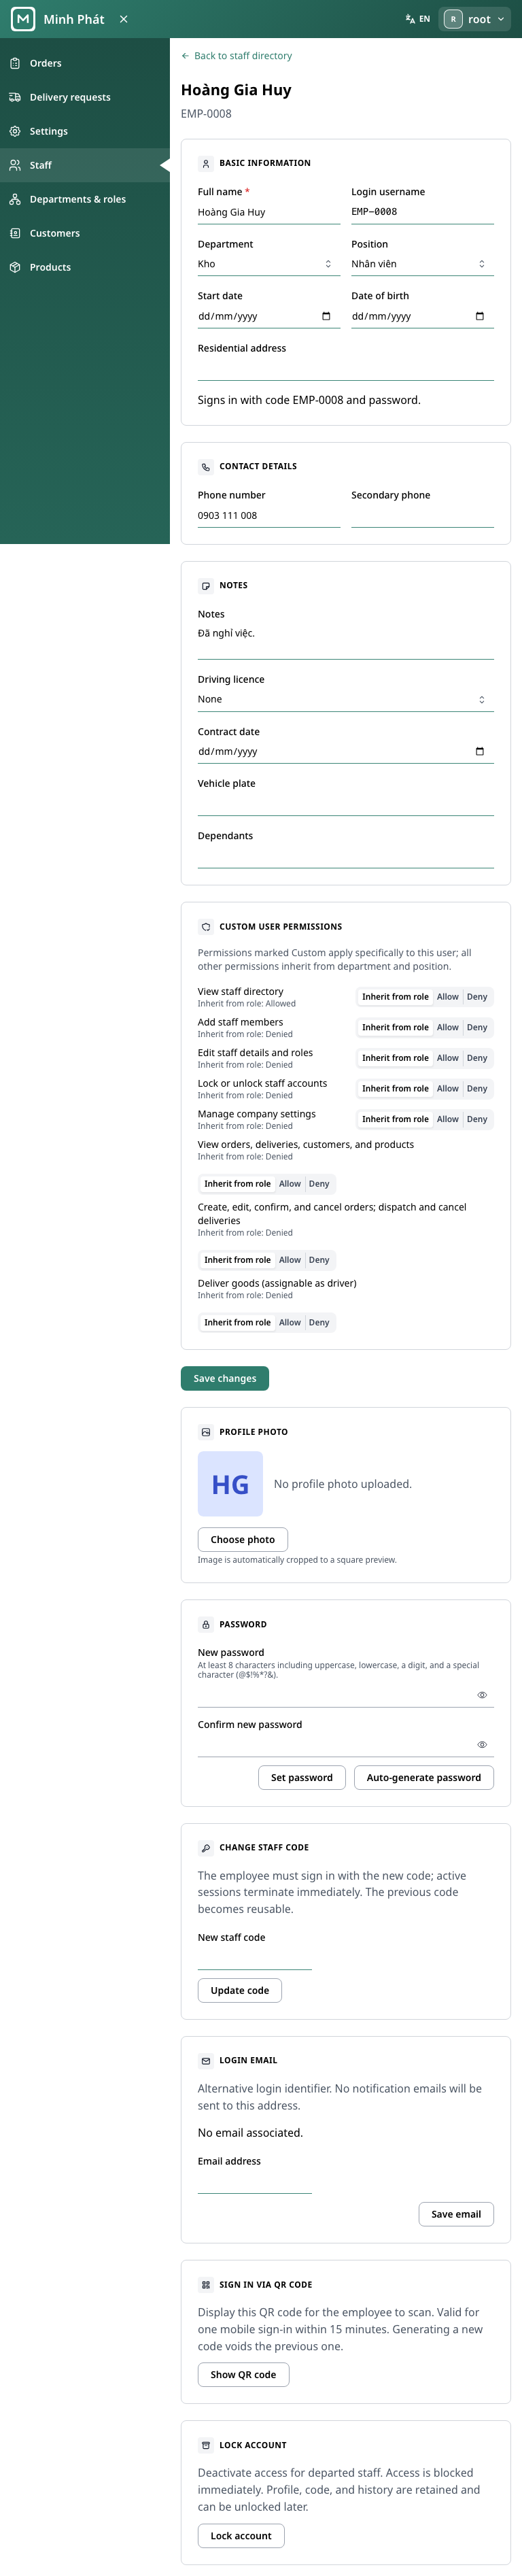 Minh Phát
EN
R
root
Orders
Delivery requests
Settings
Staff
Departments & roles
Customers
Products
Back to staff directory
Hoàng Gia Huy
EMP-0008
BASIC INFORMATION
Full name *
Login username
Hoàng Gia Huy
EMP-0008
Department
Position
Kho
Nhân viên
Start date
Date of birth
dd/mm/yyyy
dd/mm/yyyy
Residential address
Signs in with code EMP-0008 and password.
CONTACT DETAILS
Phone number
Secondary phone
0903 111 008
NOTES
Notes
Đã nghỉ việc.
Driving licence
None
Contract date
dd/mm/yyyy
Vehicle plate
Dependants
CUSTOM USER PERMISSIONS
Permissions marked Custom apply specifically to this user; all
other permissions inherit from department and position.
View staff directory
Inherit from role: Allowed
Inherit from role Allow Deny
Add staff members
Inherit from role: Denied
Inherit from role Allow Deny
Edit staff details and roles
Inherit from role: Denied
Inherit from role Allow Deny
Lock or unlock staff accounts
Inherit from role: Denied
Inherit from role Allow Deny
Manage company settings
Inherit from role: Denied
Inherit from role Allow Deny
View orders, deliveries, customers, and products
Inherit from role: Denied
Inherit from role Allow Deny
Create, edit, confirm, and cancel orders; dispatch and cancel
deliveries
Inherit from role: Denied
Inherit from role Allow Deny
Deliver goods (assignable as driver)
Inherit from role: Denied
Inherit from role Allow Deny
Save changes
PROFILE PHOTO
HG
No profile photo uploaded.
Choose photo
Image is automatically cropped to a square preview.
PASSWORD
New password
At least 8 characters including uppercase, lowercase, a digit, and a special
character (@$!%*?&).
Confirm new password
Set password
Auto-generate password
CHANGE STAFF CODE
The employee must sign in with the new code; active
sessions terminate immediately. The previous code
becomes reusable.
New staff code
Update code
LOGIN EMAIL
Alternative login identifier. No notification emails will be
sent to this address.
No email associated.
Email address
Save email
SIGN IN VIA QR CODE
Display this QR code for the employee to scan. Valid for
one mobile sign-in within 15 minutes. Generating a new
code voids the previous one.
Show QR code
LOCK ACCOUNT
Deactivate access for departed staff. Access is blocked
immediately. Profile, code, and history are retained and
can be unlocked later.
Lock account